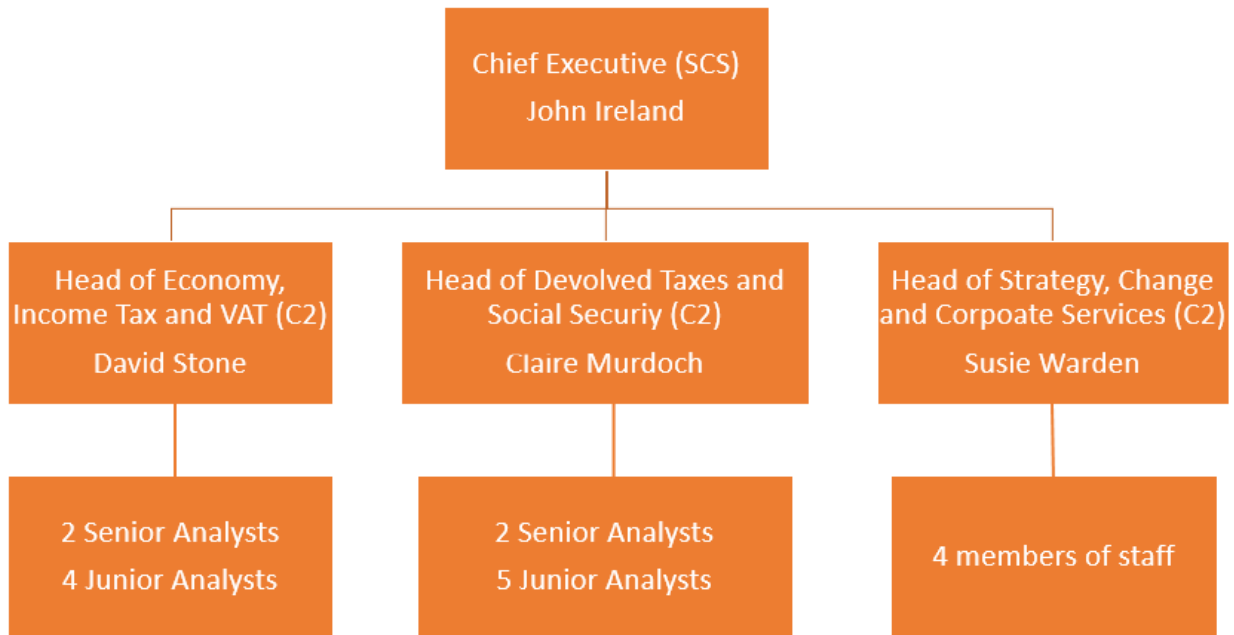 Chief Executive (SCS)
John Ireland
Head of Economy,
Income Tax and VAT (C2)
David Stone
Head of Devolved Taxes and
Social Securiy (C2)
Claire Murdoch
Head of Strategy, Change
and Corpoate Services (C2)
Susie Warden
2 Senior Analysts
4 Junior Analysts
2 Senior Analysts
5 Junior Analysts
4 members of staff